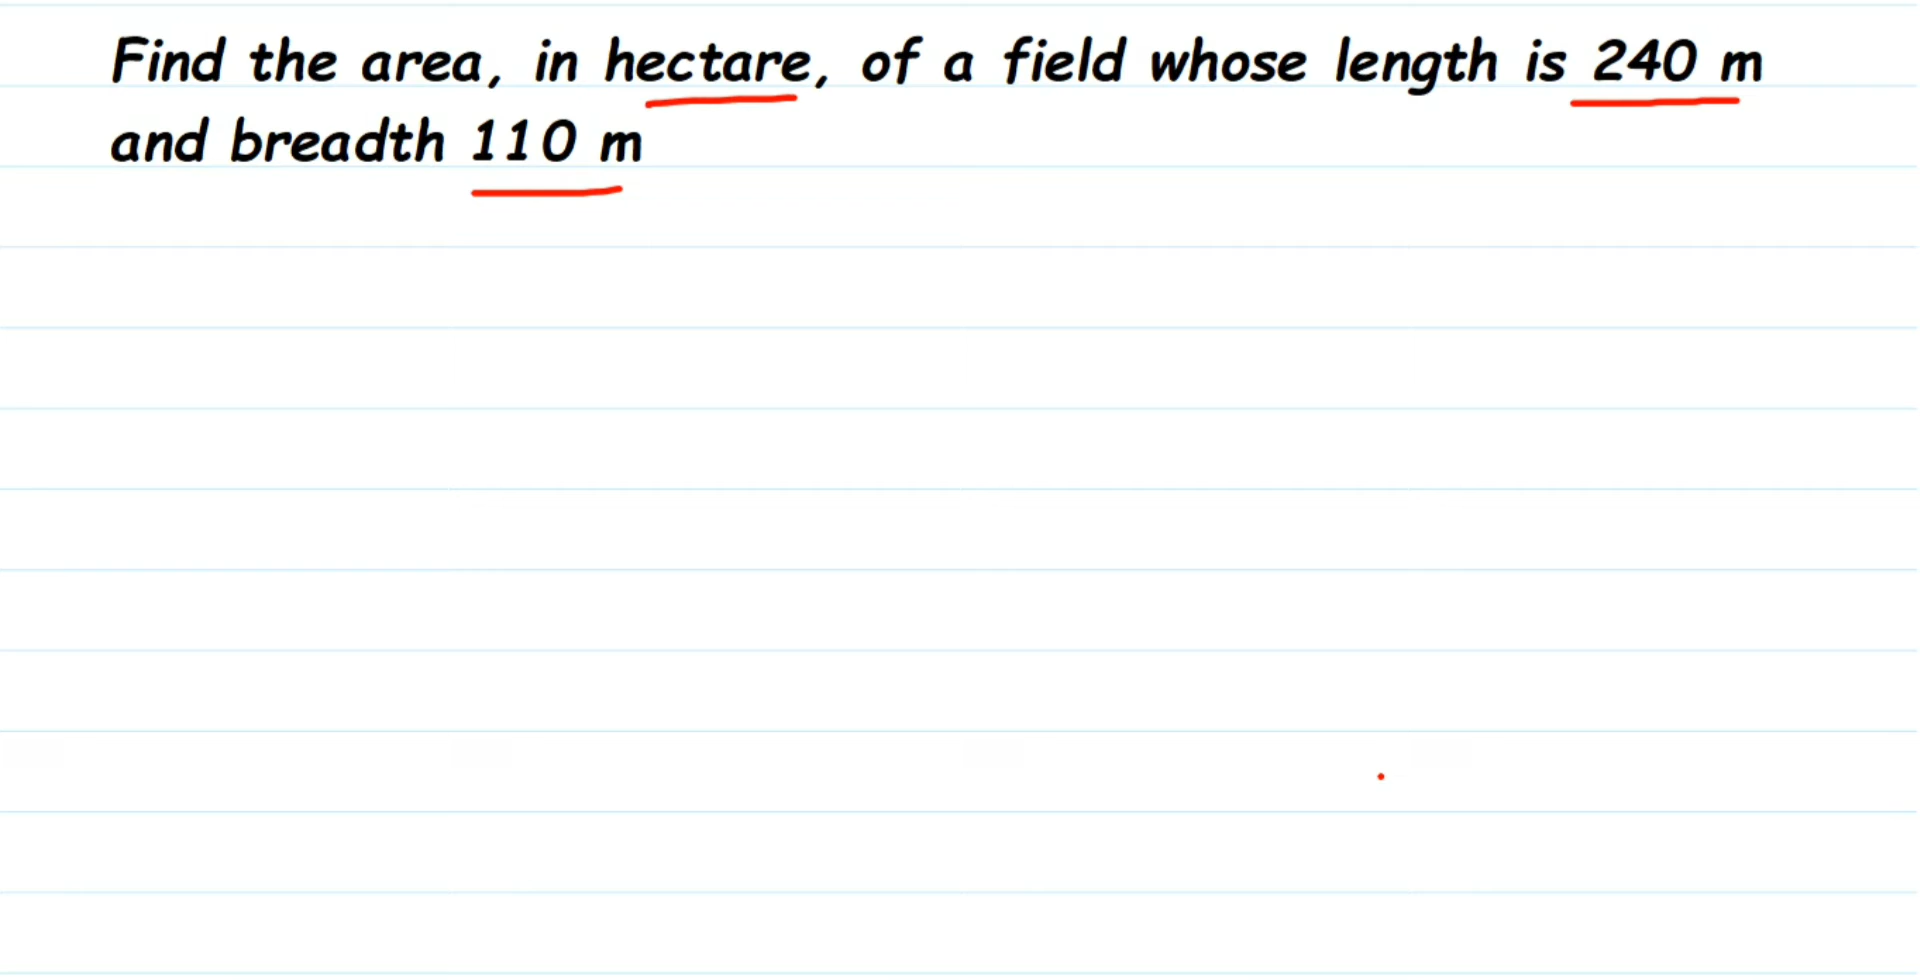 Find the area, in hectare, of a field whose length is 240 m
and breadth 110 m